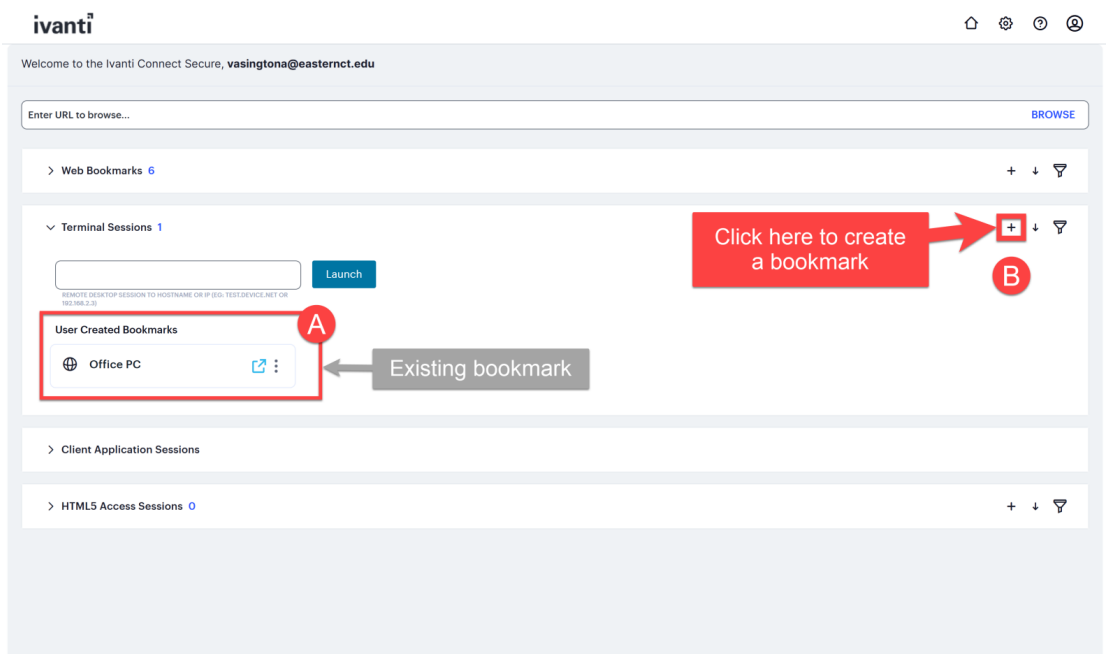 ivanti
Welcome to the Ivanti Connect Secure, vasingtona@easternct.edu
Enter URL to browse... BROWSE
Web Bookmarks 6
Terminal Sessions 1
Click here to create
a bookmark
B
Launch
REMOTE DESKTOP SESSION TO HOSTNAME OR IP (EG: TEST.DEVICE.NET OR
192.168.2.3)
A
User Created Bookmarks
Office PC
Existing bookmark
Client Application Sessions
HTML5 Access Sessions 0